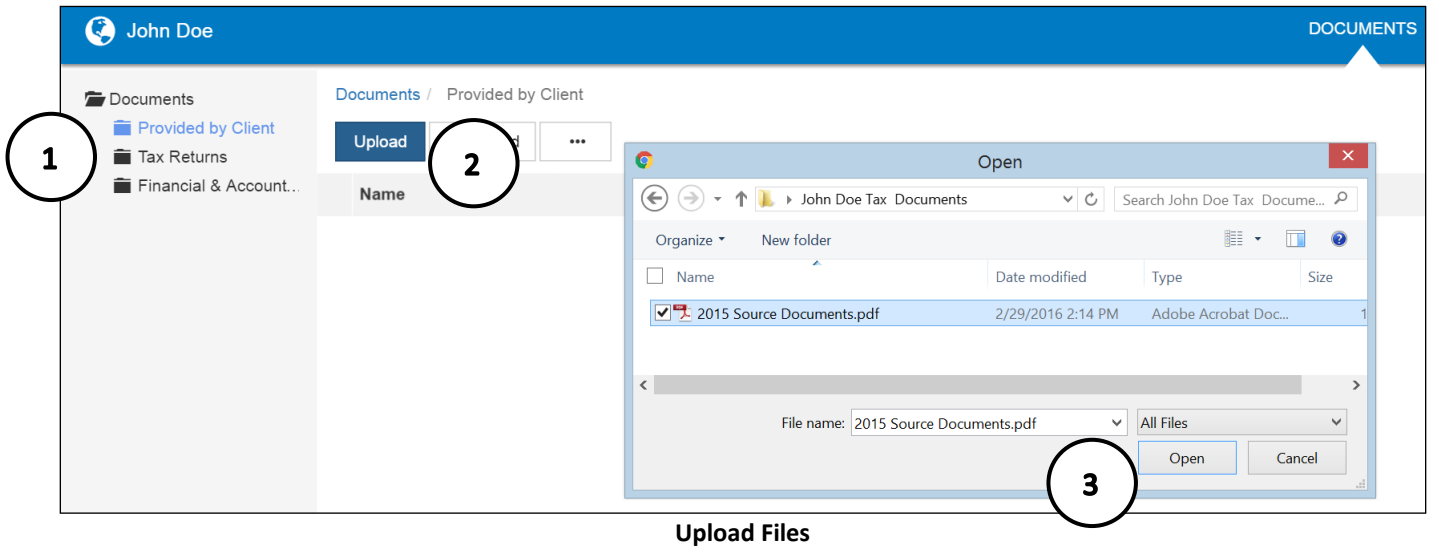 John Doe
DOCUMENTS
Documents
Provided by Client
Tax Returns
Financial & Account...
1
Documents / Provided by Client
Upload
2
•••
Name
Open
John Doe Tax Documents
Search John Doe Tax Docume...
Organize
New folder
Name
Date modified
Type
Size
2015 Source Documents.pdf
2/29/2016 2:14 PM
Adobe Acrobat Doc...
1
File name:
2015 Source Documents.pdf
All Files
Open
Cancel
3
Upload Files